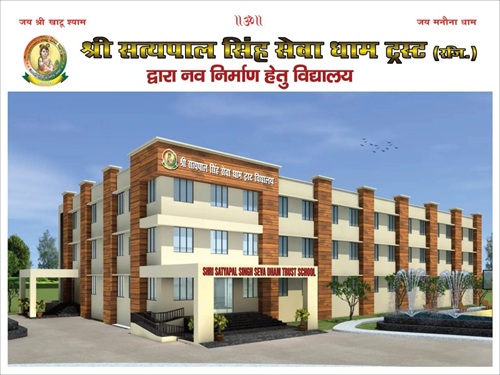 जय श्री खाटू श्याम
॥ॐ॥
जय मनौना धाम
श्री सत्यपाल सिंह सेवा धाम ट्रस्ट (रजि.)
द्वारा नव निर्माण हेतु विद्यालय
श्री सत्यपाल सिंह सेवा धाम ट्रस्ट विद्यालय
SHRI SATYAPAL SINGH SEVA DHAM TRUST SCHOOL